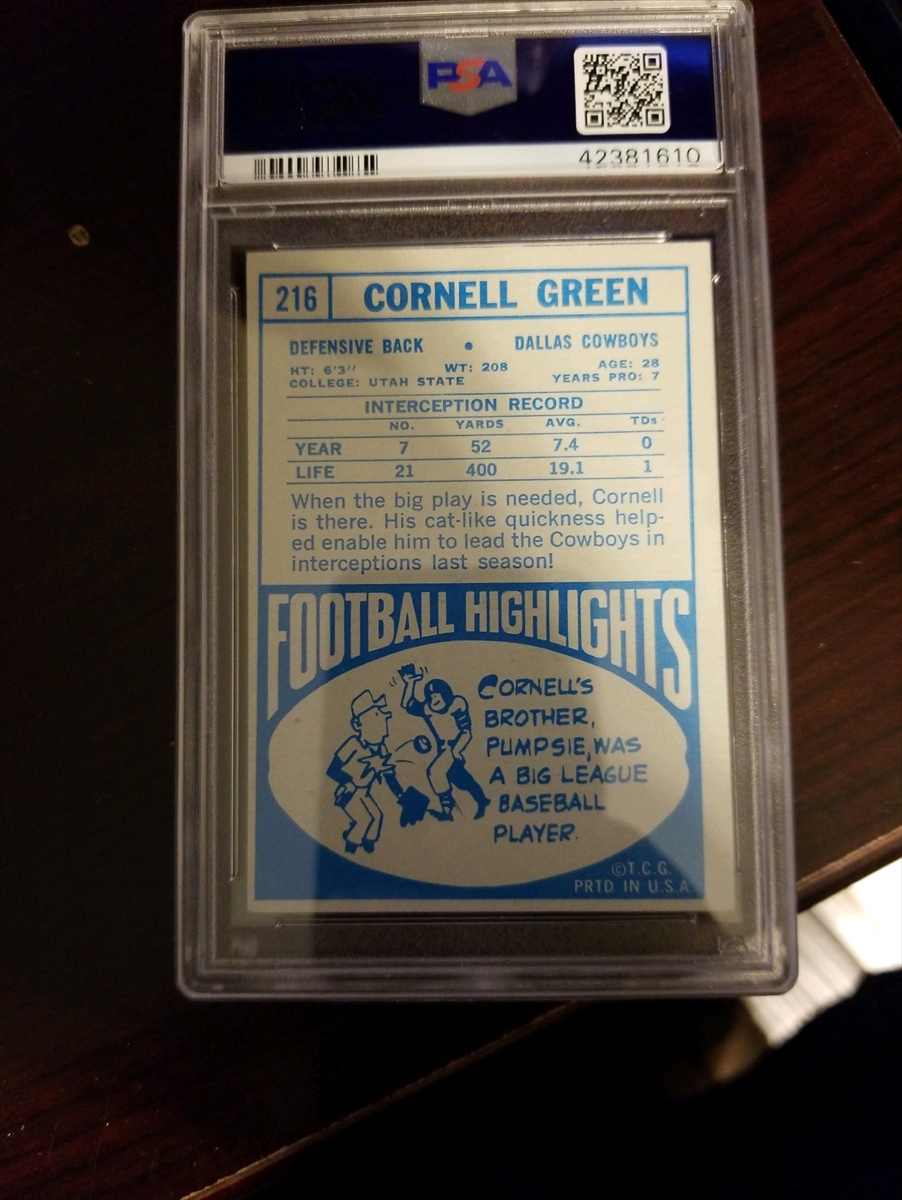 PSA
42381610
216 CORNELL GREEN
DEFENSIVE BACK • DALLAS COWBOYS
HT: 6'3" WT: 208 AGE: 28
COLLEGE: UTAH STATE YEARS PRO: 7
INTERCEPTION RECORD
NO. YARDS AVG. TDs
YEAR 7 52 7.4 0
LIFE 21 400 19.1 1
When the big play is needed, Cornell
is there. His cat-like quickness help-
ed enable him to lead the Cowboys in
interceptions last season!
FOOTBALL HIGHLIGHTS
CORNELL'S
BROTHER,
PUMPSIE, WAS
A BIG LEAGUE
BASEBALL
PLAYER.
©T.C.G.
PRTD IN U.S.A.